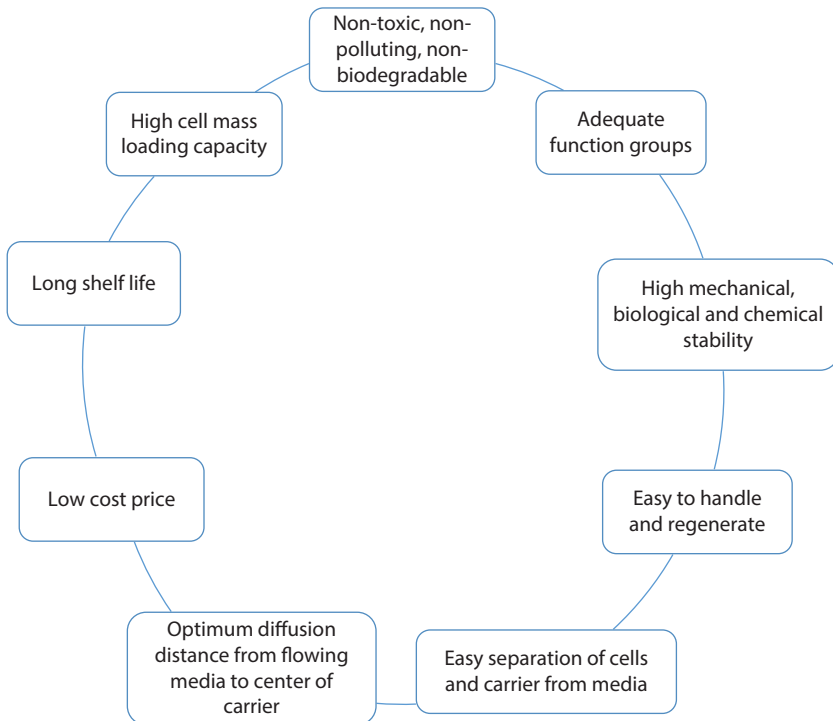 Non-toxic, non-
polluting, non-
biodegradable
Adequate
function groups
High mechanical,
biological and chemical
stability
Easy to handle
and regenerate
Easy separation of cells
and carrier from media
Optimum diffusion
distance from flowing
media to center of
carrier
Low cost price
Long shelf life
High cell mass
loading capacity